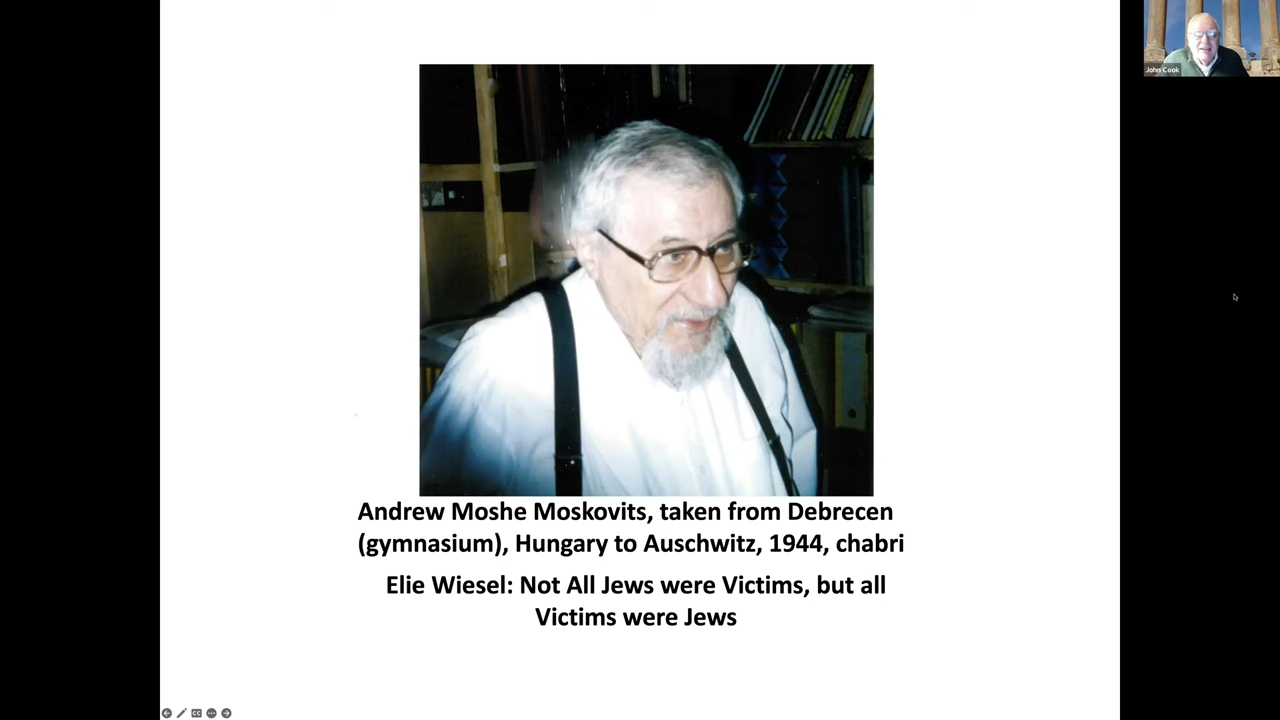 John Cook
Andrew Moshe Moskovits, taken from Debrecen
(gymnasium), Hungary to Auschwitz, 1944, chabri
Elie Wiesel: Not All Jews were Victims, but all
Victims were Jews
CC